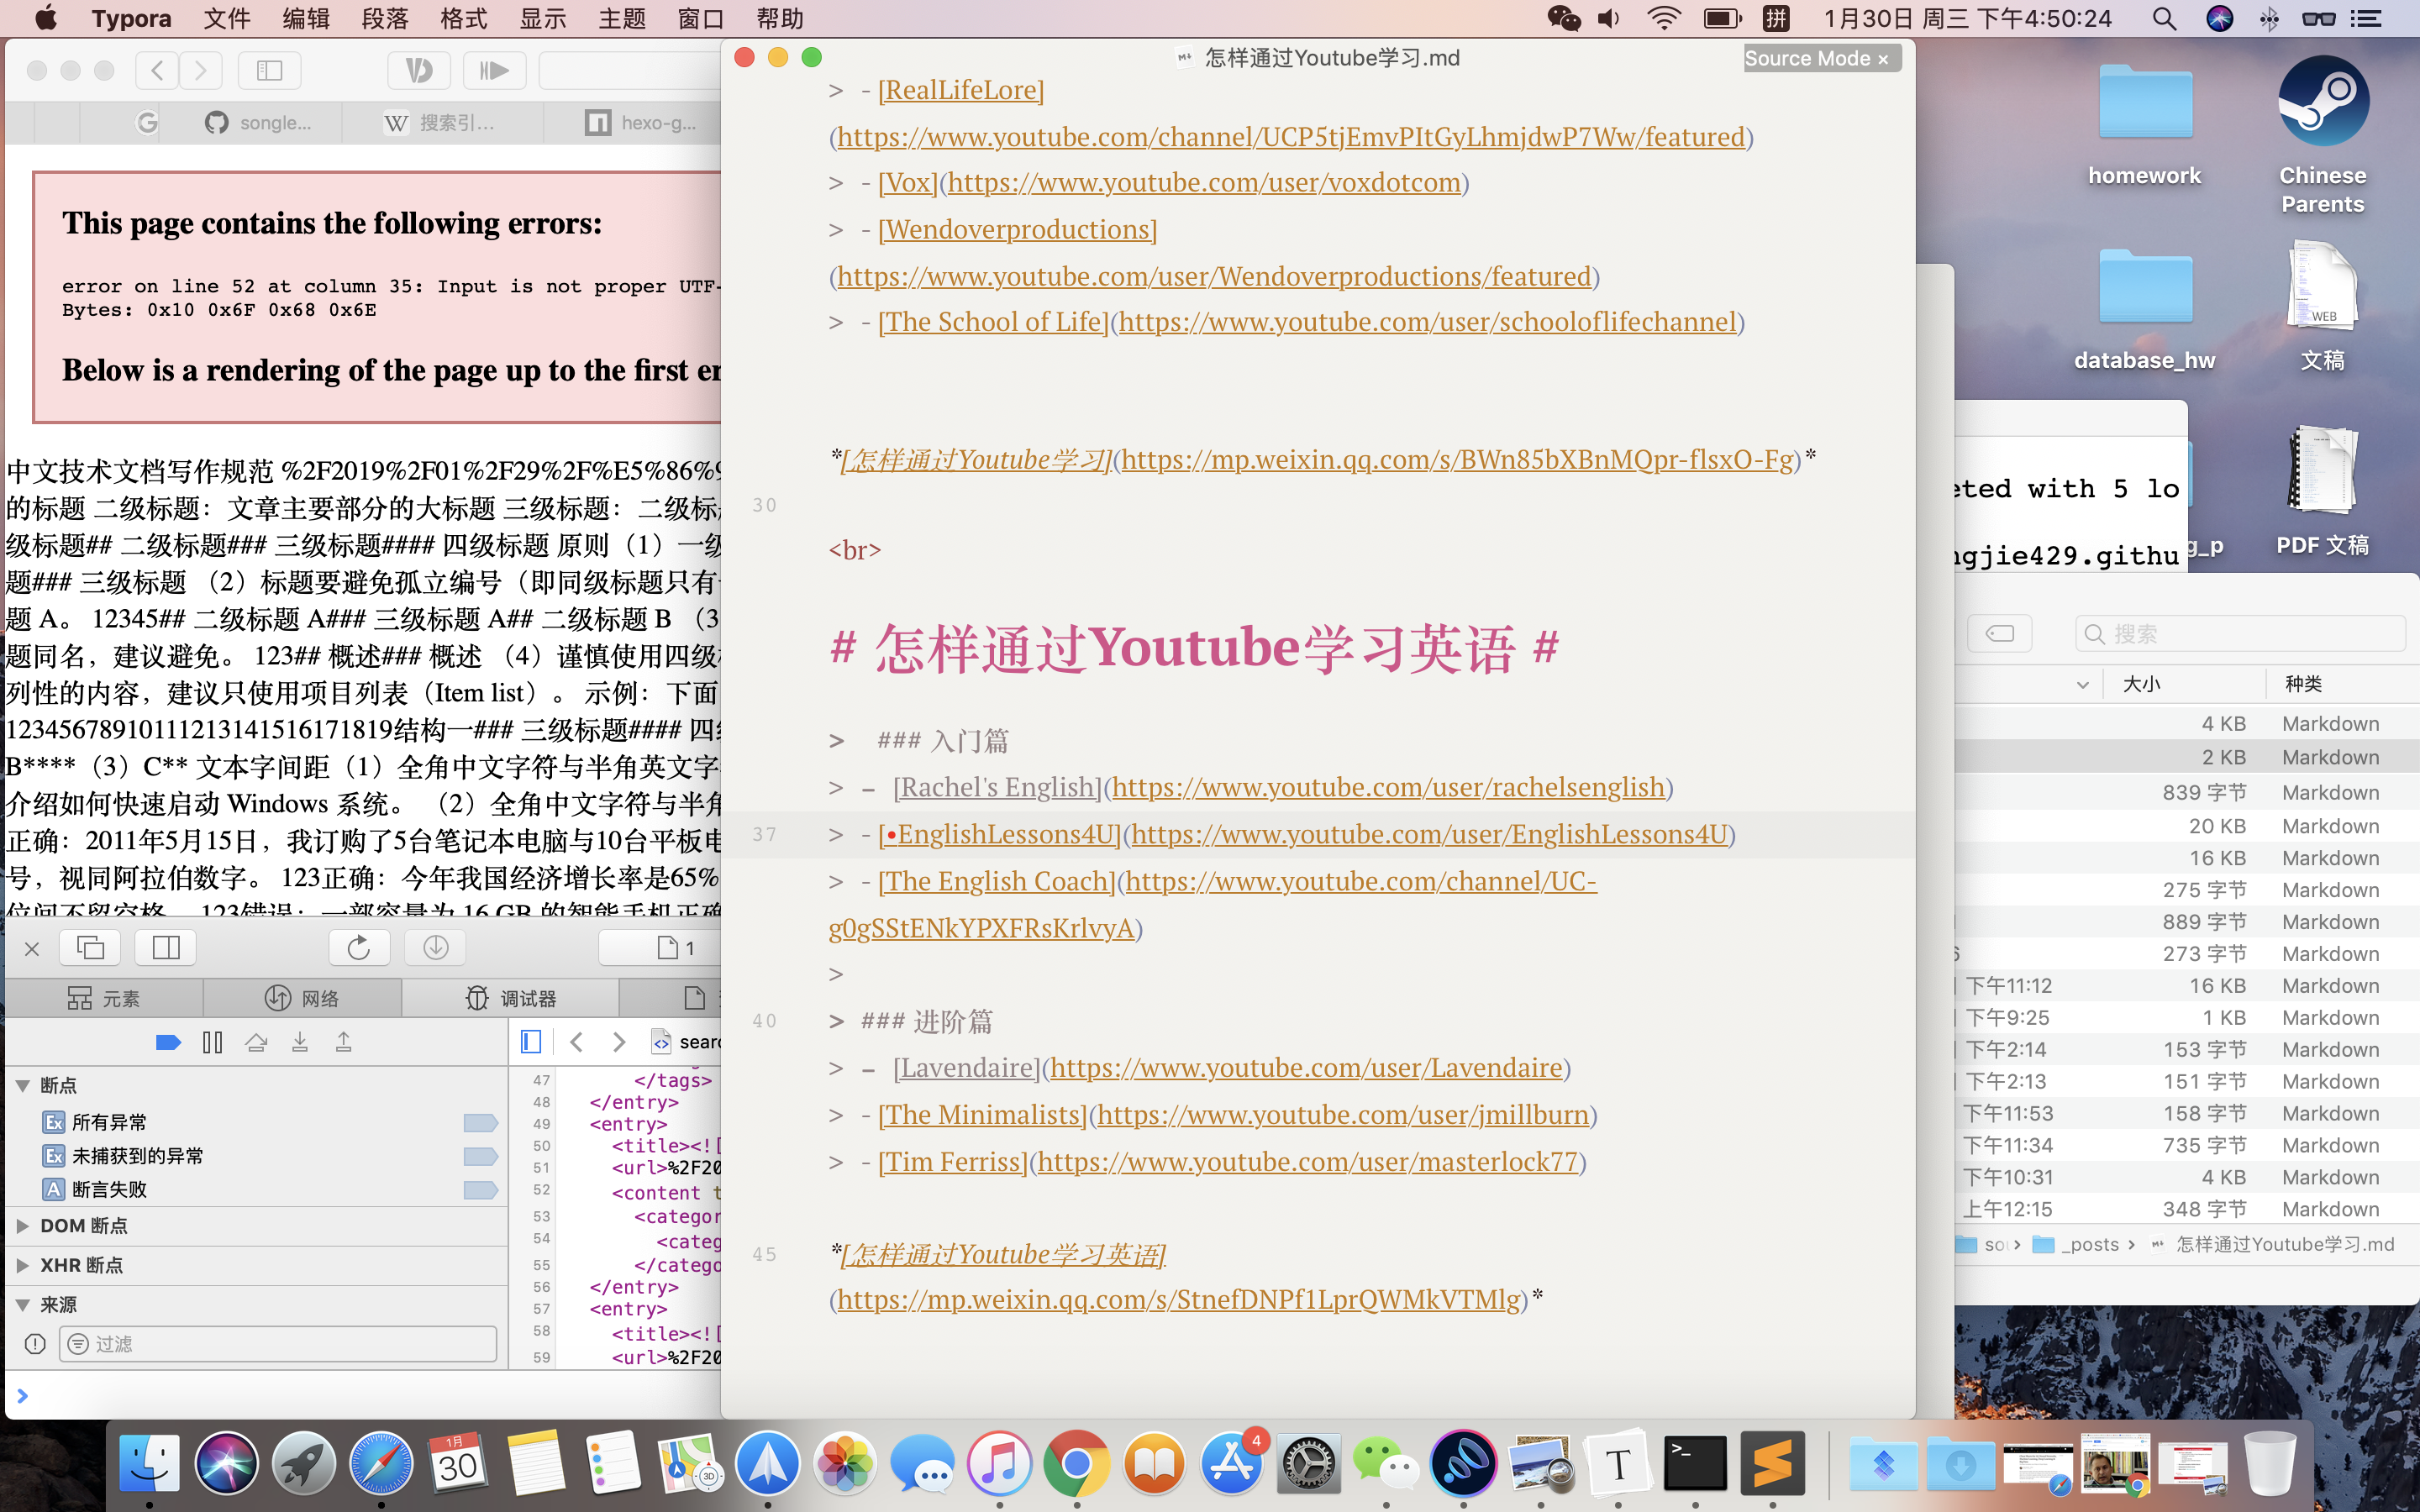 Typora 文件 编辑 段落 格式 显示 主题 窗口 帮助
拼 1月30日 周三 下午4:50:24
songle...
W 搜索引...
hexo-g...
This page contains the following errors:
error on line 52 at column 35: Input is not proper UTF-
Bytes: 0x10 0x6F 0x68 0x6E
Below is a rendering of the page up to the first er
中文技术文档写作规范 %2F2019%2F01%2F29%2F%E5%86%9
的标题 二级标题：文章主要部分的大标题 三级标题：二级标
级标题## 二级标题### 三级标题#### 四级标题 原则（1）一级
题### 三级标题 （2）标题要避免孤立编号（即同级标题只有
题 A。 12345## 二级标题 A### 三级标题 A## 二级标题 B （3
题同名，建议避免。 123## 概述### 概述 （4）谨慎使用四级
列性的内容，建议只使用项目列表（Item list）。 示例：下面
12345678910111213141516171819结构一### 三级标题#### 四
B****（3）C** 文本字间距（1）全角中文字符与半角英文字
介绍如何快速启动 Windows 系统。 （2）全角中文字符与半角
正确：2011年5月15日，我订购了5台笔记本电脑与10台平板电
号，视同阿拉伯数字。 123正确：今年我国经济增长率是65%
位间不留空格。 123错误：一部容量为 16 GB 的智能手机正确
1
元素 网络 调试器
searc
断点
所有异常
未捕获到的异常
断言失败
DOM 断点
XHR 断点
来源
过滤
47 </tags>
48 </entry>
49 <entry>
50 <title><![
51 <url>%2F20
52 <content t
53 <categor
54 <categ
55 </catego
56 </entry>
57 <entry>
58 <title><![
59 <url>%2F20
怎样通过Youtube学习.md
Source Mode ×
> - [RealLifeLore]
(https://www.youtube.com/channel/UCP5tjEmvPItGyLhmjdwP7Ww/featured)
> - [Vox](https://www.youtube.com/user/voxdotcom)
> - [Wendoverproductions]
(https://www.youtube.com/user/Wendoverproductions/featured)
> - [The School of Life](https://www.youtube.com/user/schooloflifechannel)
*[怎样通过Youtube学习](https://mp.weixin.qq.com/s/BWn85bXBnMQpr-flsxO-Fg)*
30
<br>
# 怎样通过Youtube学习英语 #
> ### 入门篇
> - [Rachel's English](https://www.youtube.com/user/rachelsenglish)
37 > - [•EnglishLessons4U](https://www.youtube.com/user/EnglishLessons4U)
> - [The English Coach](https://www.youtube.com/channel/UC-
g0gSStENkYPXFRsKrlvyA)
>
40 > ### 进阶篇
> - [Lavendaire](https://www.youtube.com/user/Lavendaire)
> - [The Minimalists](https://www.youtube.com/user/jmillburn)
> - [Tim Ferriss](https://www.youtube.com/user/masterlock77)
45 *[怎样通过Youtube学习英语]
(https://mp.weixin.qq.com/s/StnefDNPf1LprQWMkVTMlg)*
homework
Chinese
Parents
database_hw
WEB
文稿
eted with 5 lo
ngjie429.githu
g_p
PDF 文稿
搜索
大小 种类
4 KB Markdown
2 KB Markdown
839 字节 Markdown
20 KB Markdown
16 KB Markdown
275 字节 Markdown
889 字节 Markdown
273 字节 Markdown
下午11:12 16 KB Markdown
下午9:25 1 KB Markdown
下午2:14 153 字节 Markdown
下午2:13 151 字节 Markdown
下午11:53 158 字节 Markdown
下午11:34 735 字节 Markdown
下午10:31 4 KB Markdown
上午12:15 348 字节 Markdown
so › _posts › 怎样通过Youtube学习.md
1月
30
3D
4
T
>_